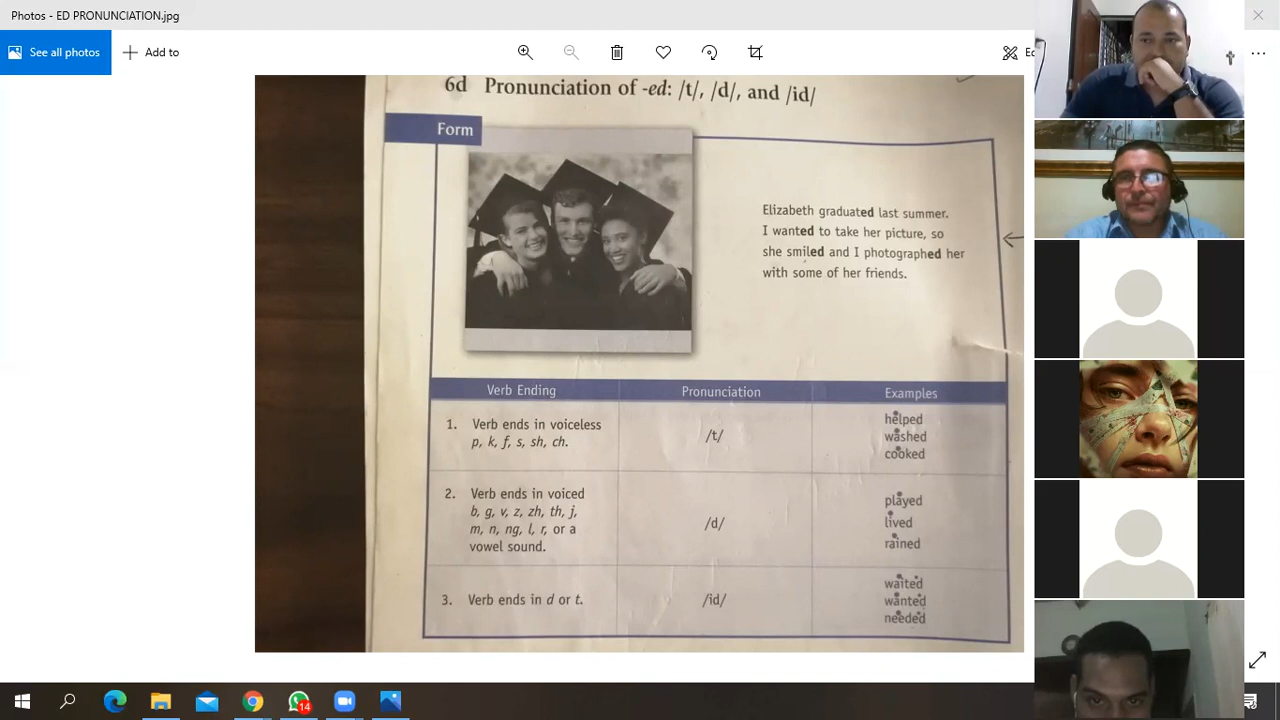 Photos - ED PRONUNCIATION.jpg
See all photos
Add to
6d Pronunciation of -ed: /t/, /d/, and /id/
Form
Elizabeth graduated last summer.
I wanted to take her picture, so
she smiled and I photographed her
with some of her friends.
Verb Ending Pronunciation Examples
1. Verb ends in voiceless
p, k, f, s, sh, ch.
/t/
helped
washed
cooked
2. Verb ends in voiced
b, g, v, z, zh, th, j,
m, n, ng, l, r, or a
vowel sound.
/d/
played
lived
rained
3. Verb ends in d or t.
/id/
waited
wanted
needed
14